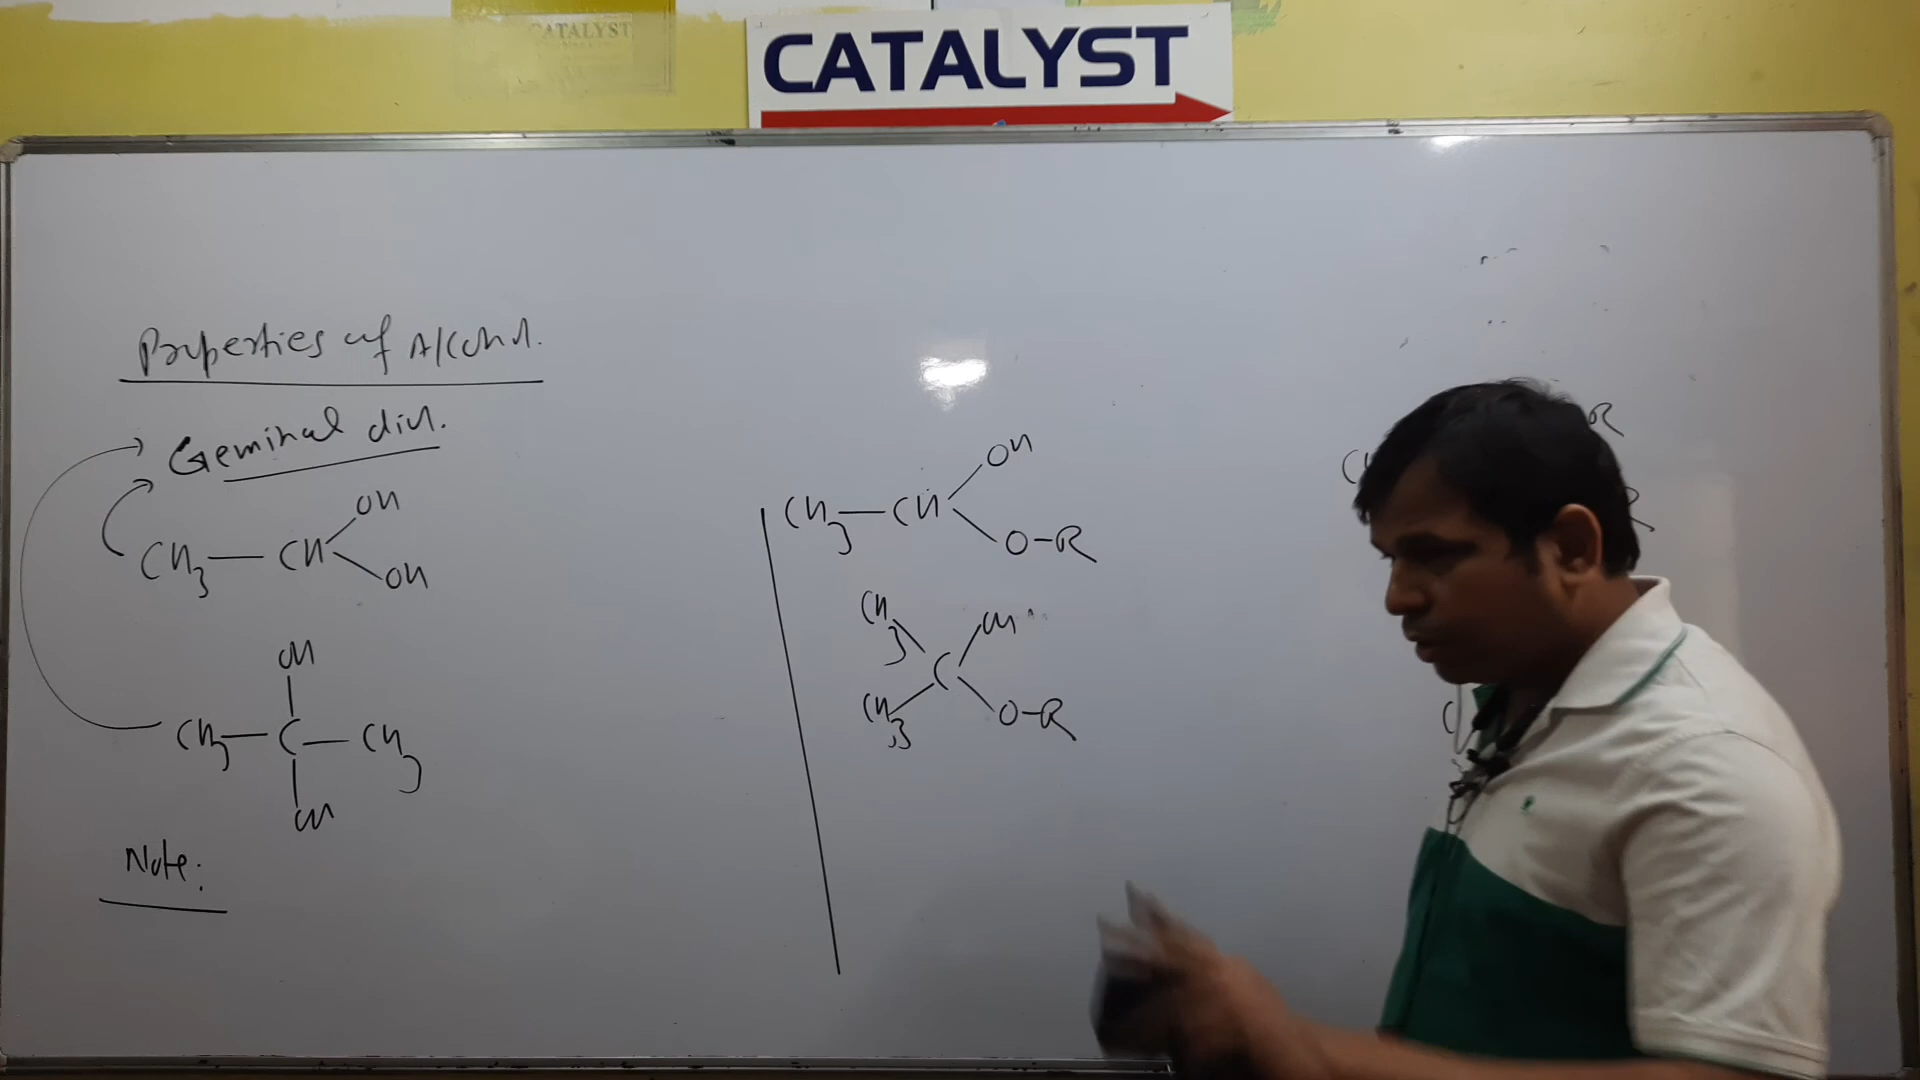 CATALYST
CATALYST
Properties of Alcohol.
Geminal diol.
CH3—CH
OH
OH
OH
CH3—C—CH3
OH
Note:
CH3—CH
OH
O-R
CH3
OH
C
CH3
O-R
R